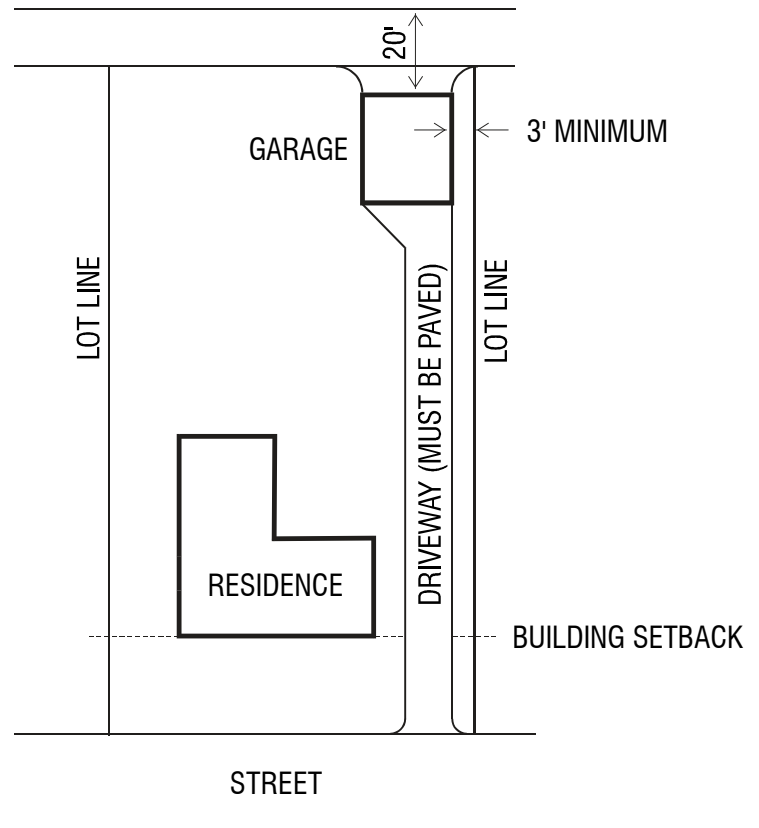 20'
GARAGE
3' MINIMUM
LOT LINE
LOT LINE
DRIVEWAY (MUST BE PAVED)
RESIDENCE
BUILDING SETBACK
STREET